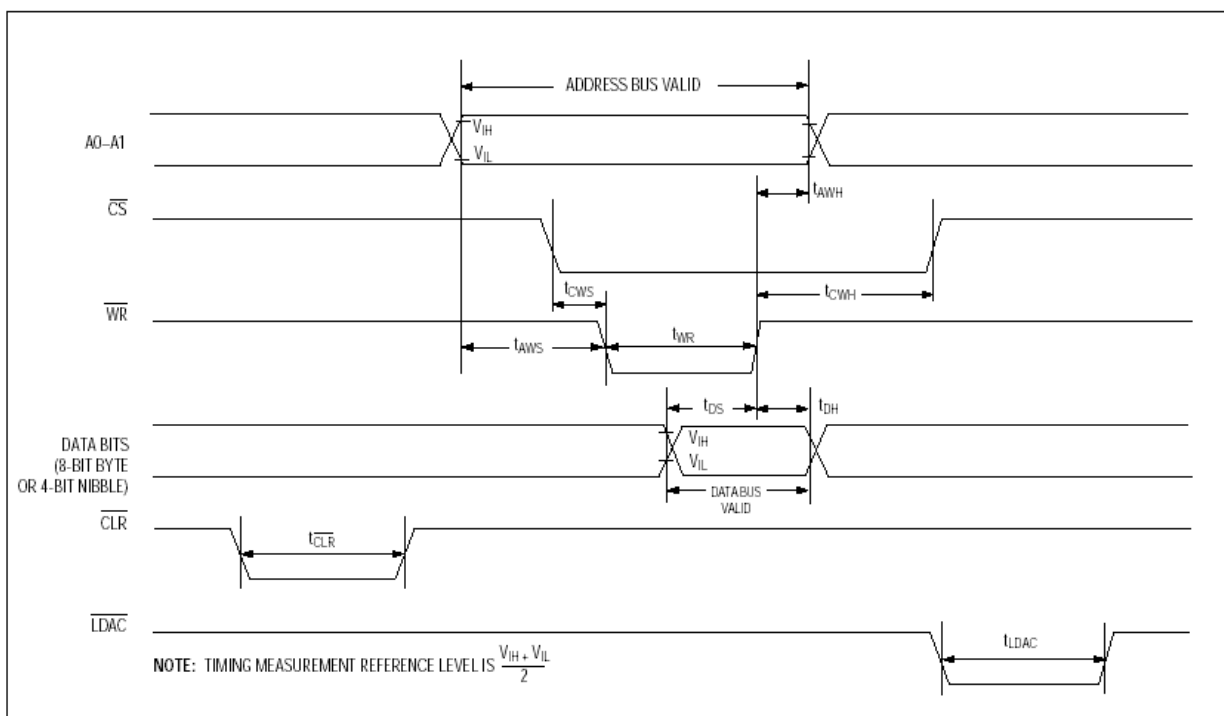 ADDRESS BUS VALID
A0–A1
VIH
VIL
tAWH
CS
tCWS
tCWH
WR
tAWS
tWR
tDS
tDH
DATA BITS
(8-BIT BYTE
OR 4-BIT NIBBLE)
VIH
VIL
DATA BUS
VALID
CLR
tCLR
LDAC
tLDAC
NOTE: TIMING MEASUREMENT REFERENCE LEVEL IS VIH + VIL
2